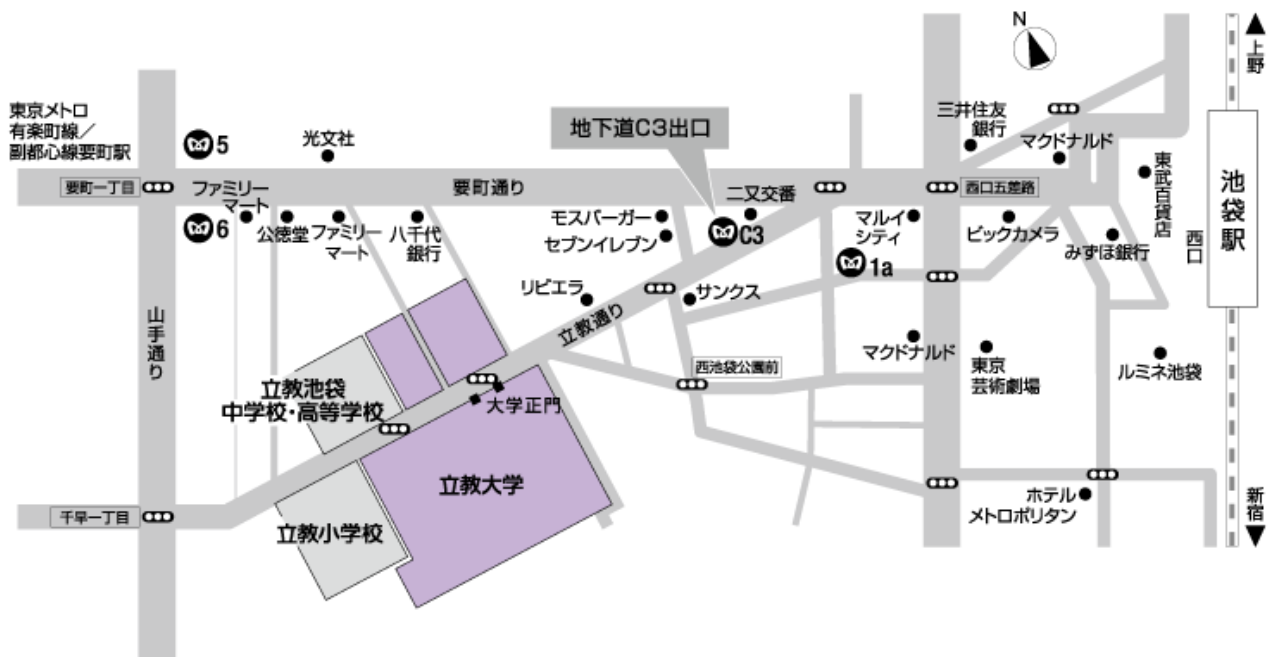 N
上野
東京メトロ
有楽町線／
副都心線要町駅
5
光文社
地下道C3出口
三井住友
銀行
マクドナルド
東武百貨店
池袋駅
西口
要町一丁目
ファミリー
マート
要町通り
二又交番
西口五差路
6
公徳堂
ファミリー
マート
八千代
銀行
モスバーガー
セブンイレブン
C3
マルイ
シティ
1a
ビックカメラ
みずほ銀行
リビエラ
サンクス
立教通り
山手通り
西池袋公園前
マクドナルド
東京
芸術劇場
ルミネ池袋
立教池袋
中学校・高等学校
大学正門
立教大学
立教小学校
千早一丁目
ホテル
メトロポリタン
新宿